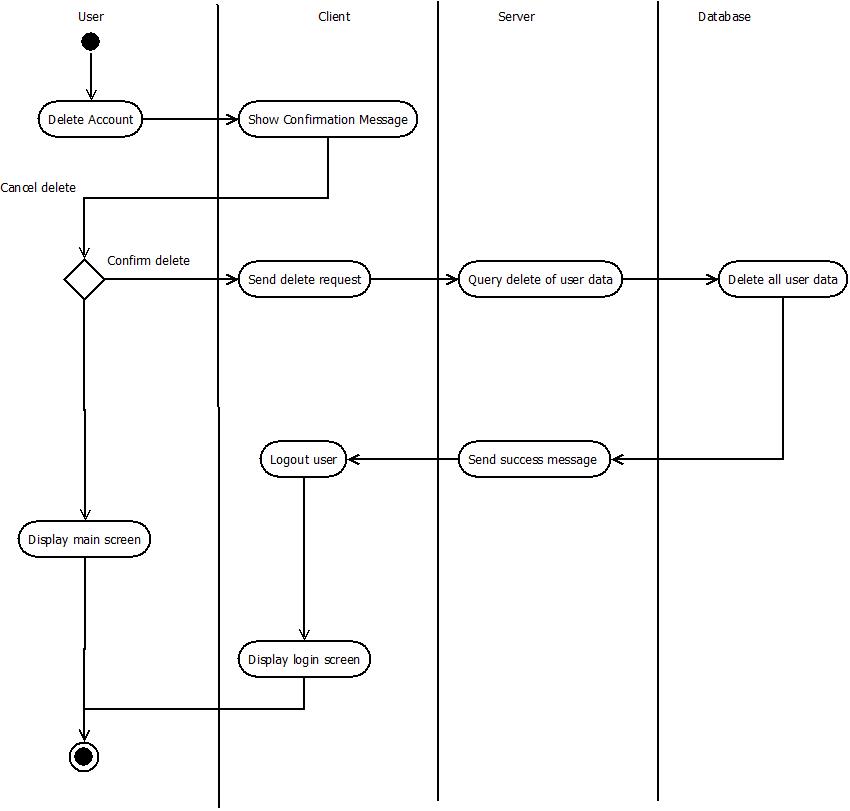 User
Client
Server
Database
Delete Account
Show Confirmation Message
Cancel delete
Confirm delete
Send delete request
Query delete of user data
Delete all user data
Logout user
Send success message
Display main screen
Display login screen